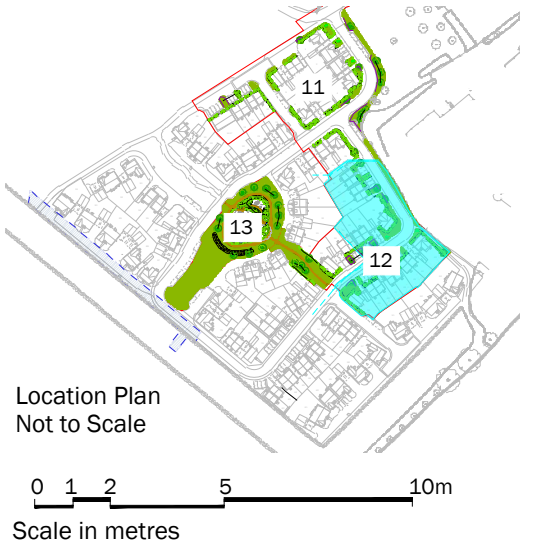 11
13
12
Location Plan
Not to Scale
0 1 2 5 10m
Scale in metres